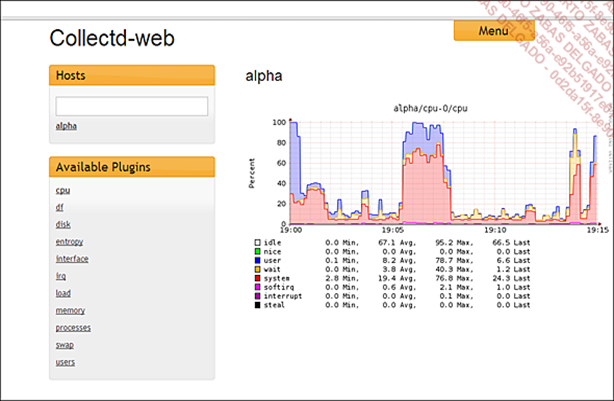 Collectd-web
Menu
Hosts
alpha
Available Plugins
cpu
df
disk
entropy
interface
irq
load
memory
processes
swap
users
alpha
alpha/cpu-0/cpu
Percent
100
80
60
40
20
0
19:00 19:05 19:10 19:15
idle 0.0 Min, 67.1 Avg, 95.2 Max, 66.5 Last
nice 0.0 Min, 0.0 Avg, 0.0 Max, 0.0 Last
user 0.1 Min, 8.2 Avg, 78.7 Max, 6.6 Last
wait 0.0 Min, 3.8 Avg, 40.3 Max, 1.2 Last
system 2.8 Min, 19.4 Avg, 76.8 Max, 24.3 Last
softirq 0.0 Min, 0.6 Avg, 2.1 Max, 1.0 Last
interrupt 0.0 Min, 0.0 Avg, 0.1 Max, 0.0 Last
steal 0.0 Min, 0.0 Avg, 0.0 Max, 0.0 Last
ZABAS DELGADO